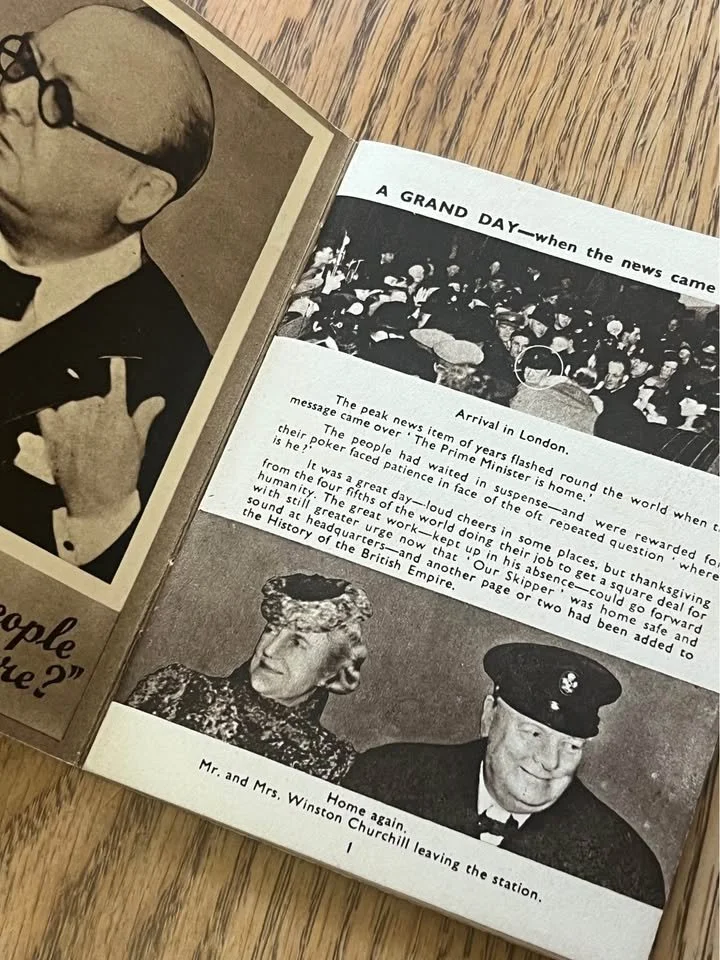 eople
re?"
A GRAND DAY—when the news came
Arrival in London.
The peak news item of years flashed round the world when t
message came over ' The Prime Minister is home.'
The people had waited in suspense—and were rewarded fo
their poker faced patience in face of the oft repeated question ' where
is he?'
It was a great day—loud cheers in some places, but thanksgiving
from the four fifths of the world doing their job to get a square deal for
humanity. The great work—kept up in his absence—could go forward
with still greater urge now that ' Our Skipper ' was home safe and
sound at headquarters—and another page or two had been added to
the History of the British Empire.
Home again.
Mr. and Mrs. Winston Churchill leaving the station.
1